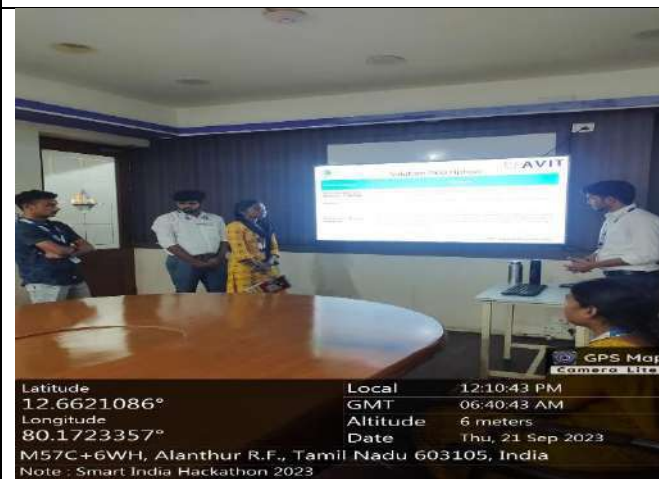 AVIT
Solution Description
GPS Map
Camera Lite
Latitude
12.6621086°
Longitude
80.1723357°
Local 12:10:43 PM
GMT 06:40:43 AM
Altitude 6 meters
Date Thu, 21 Sep 2023
M57C+6WH, Alanthur R.F., Tamil Nadu 603105, India
Note : Smart India Hackathon 2023